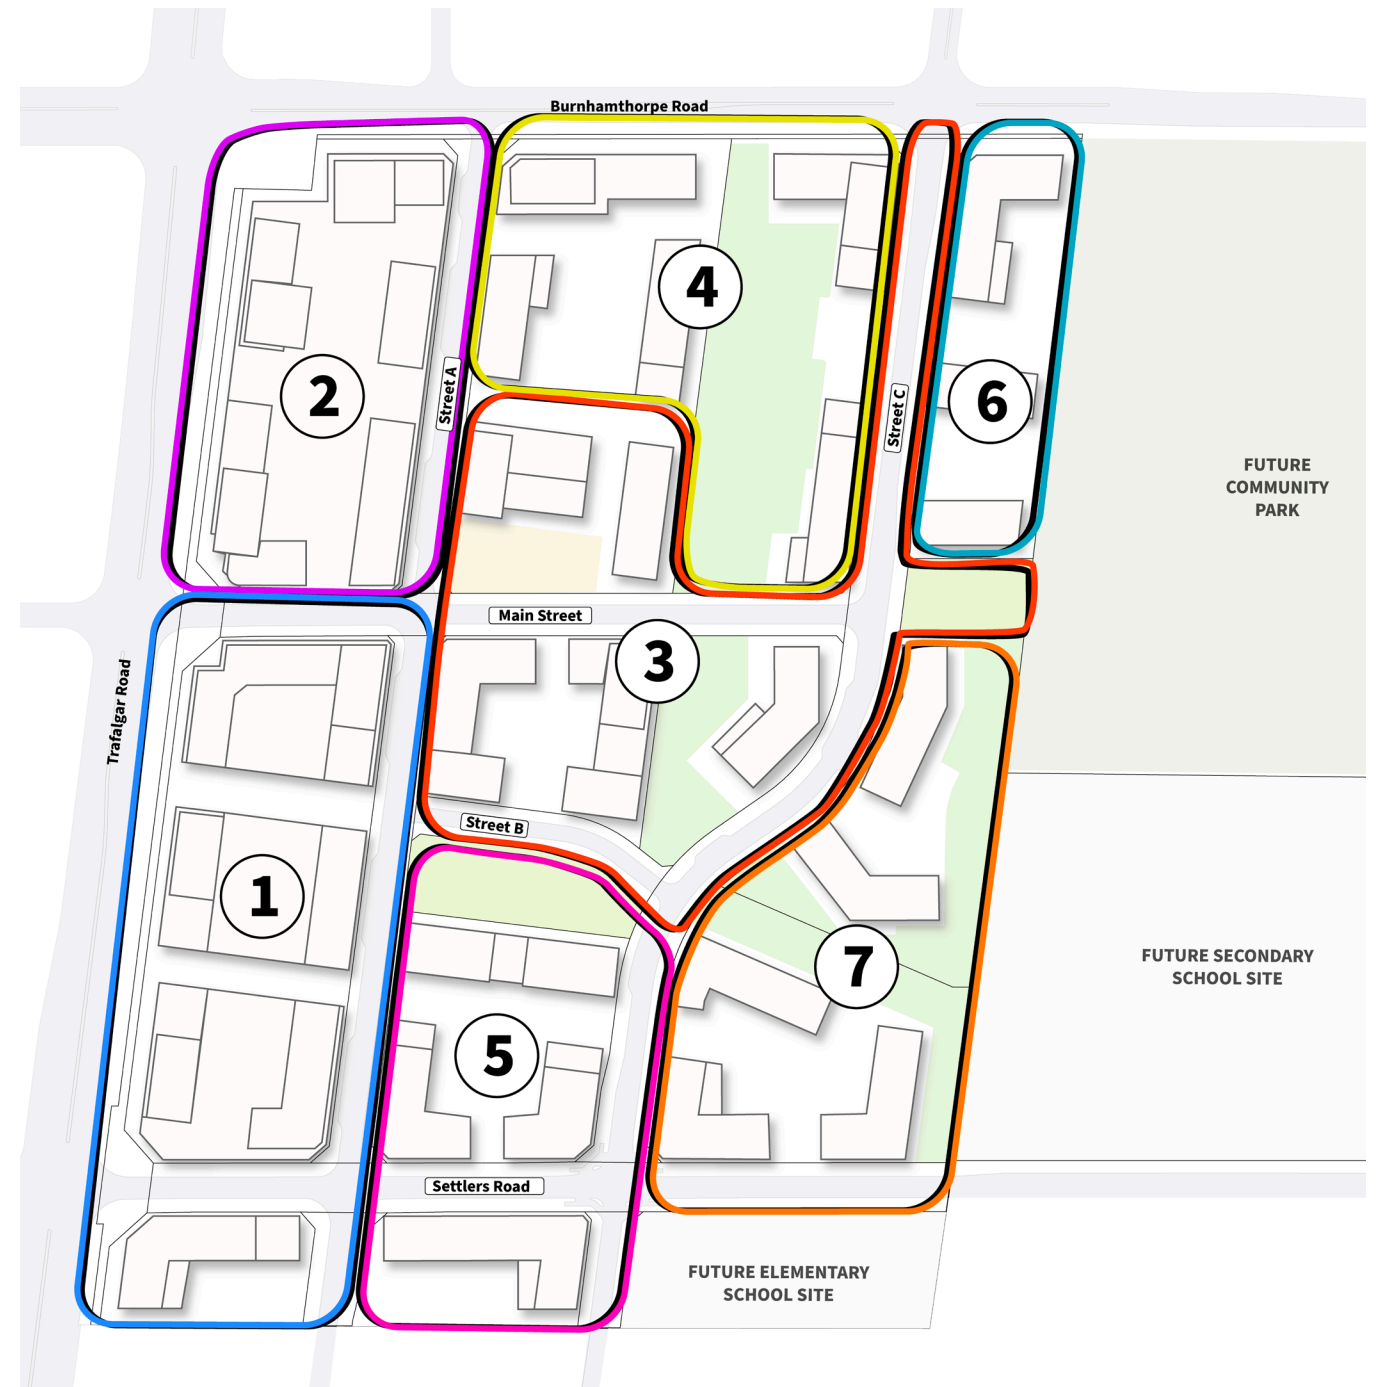 Burnhamthorpe Road
4
2
Street A
Street C
6
FUTURE
COMMUNITY
PARK
Main Street
3
Trafalgar Road
Street B
1
7
FUTURE SECONDARY
SCHOOL SITE
5
Settlers Road
FUTURE ELEMENTARY
SCHOOL SITE